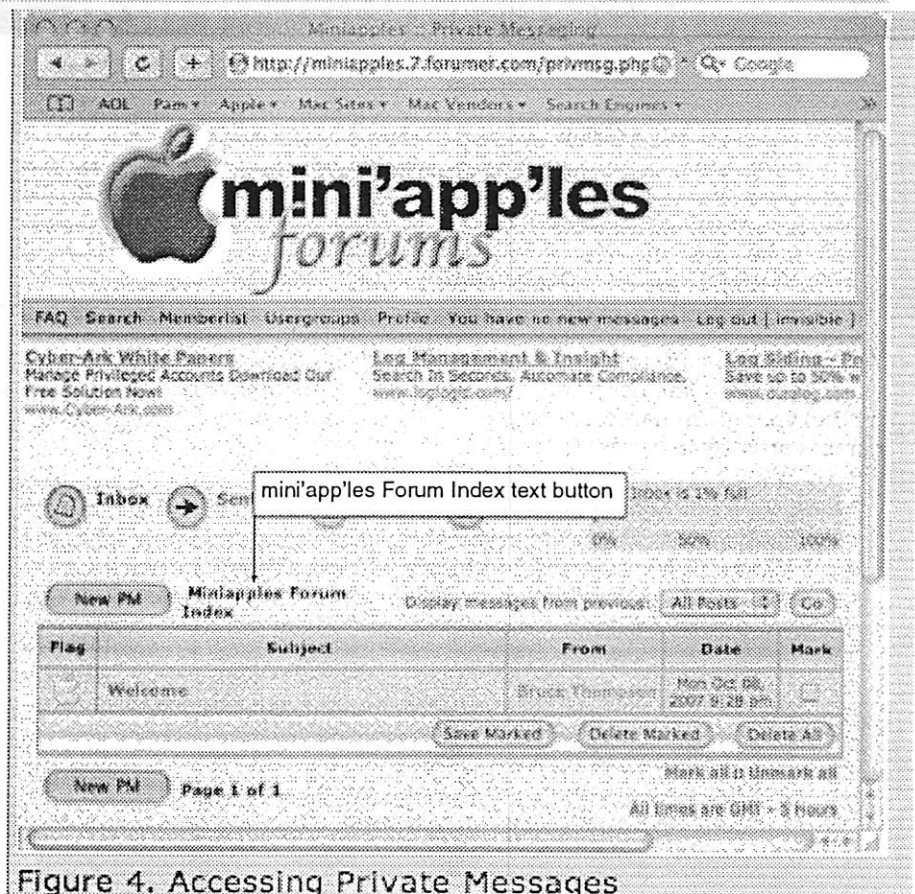 Miniapples :: Private Messaging
http://miniapples.7.forumer.com/privmsg.php Google
AOL Pam Apple Mac Sites Mac Vendors Search Engines
mini'app'les
forums
FAQ Search Memberlist Usergroups Profile You have no new messages Log out [ invisible ]
Cyber-Ark White Papers Log Management & Insight Log Siding - Pr
Manage Privileged Accounts Download Our Search In Seconds, Automate Compliance. Save up to 50% w
Free Solution Now! www.loglogic.com/
www.Cyber-Ark.com
mini'app'les Forum Index text button
Inbox is 1% full
0% 50% 100%
New PM Miniapples Forum Display messages from previous: All Posts Go
Index
Flag Subject From Date Mark
Welcome Bruce Thompson Mon Oct 08,
2007 9:28 pm
Save Marked Delete Marked Delete All
Mark all :: Unmark all
New PM Page 1 of 1
All times are GMT - 5 Hours
Figure 4. Accessing Private Messages